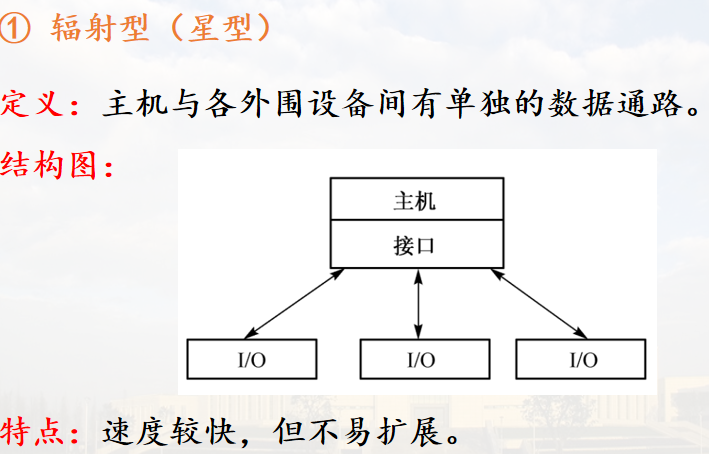 ① 辐射型（星型）
定义：主机与各外围设备间有单独的数据通路。
结构图：
主机
接口
I/O I/O I/O
特点：速度较快，但不易扩展。